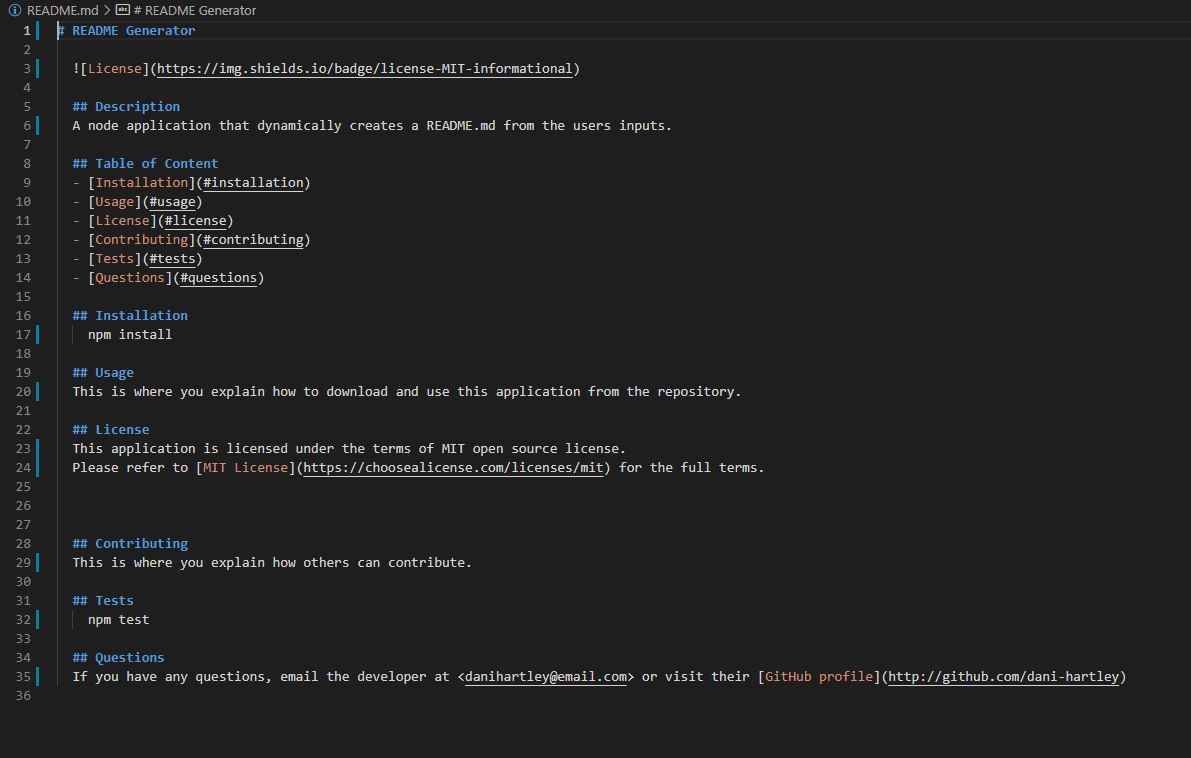 README.md > # README Generator
1 # README Generator
2
3 ![License](https://img.shields.io/badge/license-MIT-informational)
4
5 ## Description
6 A node application that dynamically creates a README.md from the users inputs.
7
8 ## Table of Content
9 - [Installation](#installation)
10 - [Usage](#usage)
11 - [License](#license)
12 - [Contributing](#contributing)
13 - [Tests](#tests)
14 - [Questions](#questions)
15
16 ## Installation
17 npm install
18
19 ## Usage
20 This is where you explain how to download and use this application from the repository.
21
22 ## License
23 This application is licensed under the terms of MIT open source license.
24 Please refer to [MIT License](https://choosealicense.com/licenses/mit) for the full terms.
25
26
27
28 ## Contributing
29 This is where you explain how others can contribute.
30
31 ## Tests
32 npm test
33
34 ## Questions
35 If you have any questions, email the developer at <danihartley@email.com> or visit their [GitHub profile](http://github.com/dani-hartley)
36